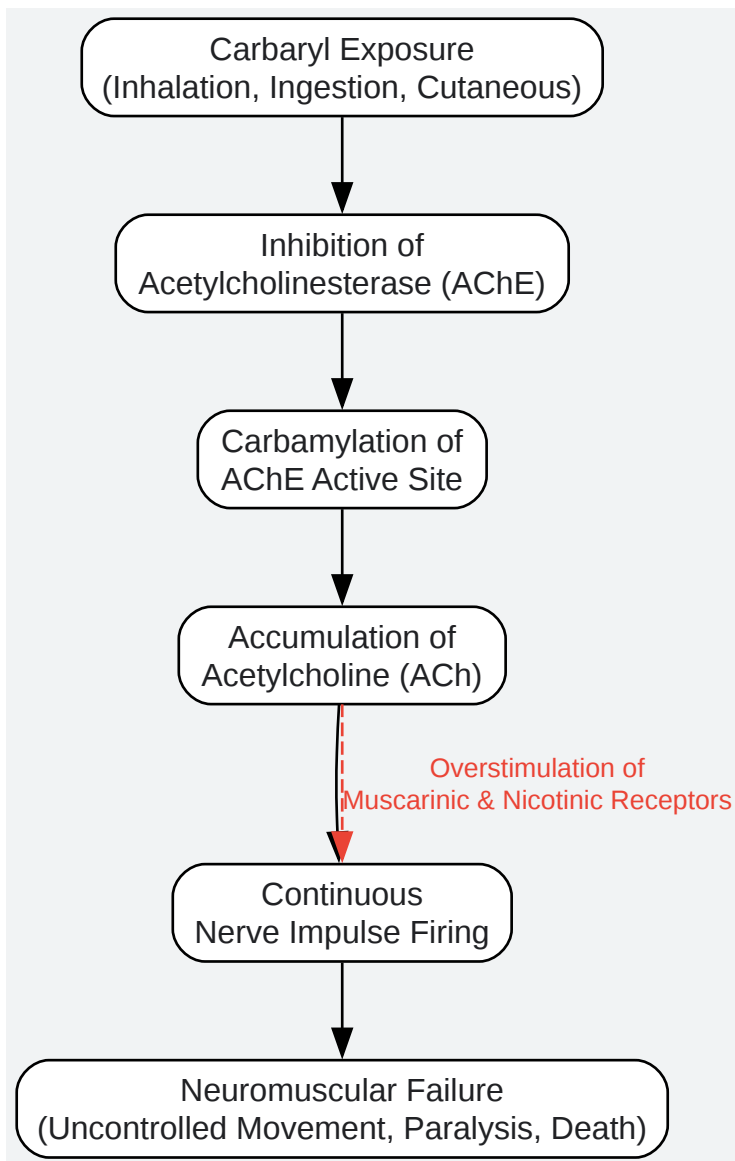 Carbaryl Exposure
(Inhalation, Ingestion, Cutaneous)
Inhibition of
Acetylcholinesterase (AChE)
Carbamylation of
AChE Active Site
Accumulation of
Acetylcholine (ACh)
Overstimulation of
Muscarinic & Nicotinic Receptors
Continuous
Nerve Impulse Firing
Neuromuscular Failure
(Uncontrolled Movement, Paralysis, Death)